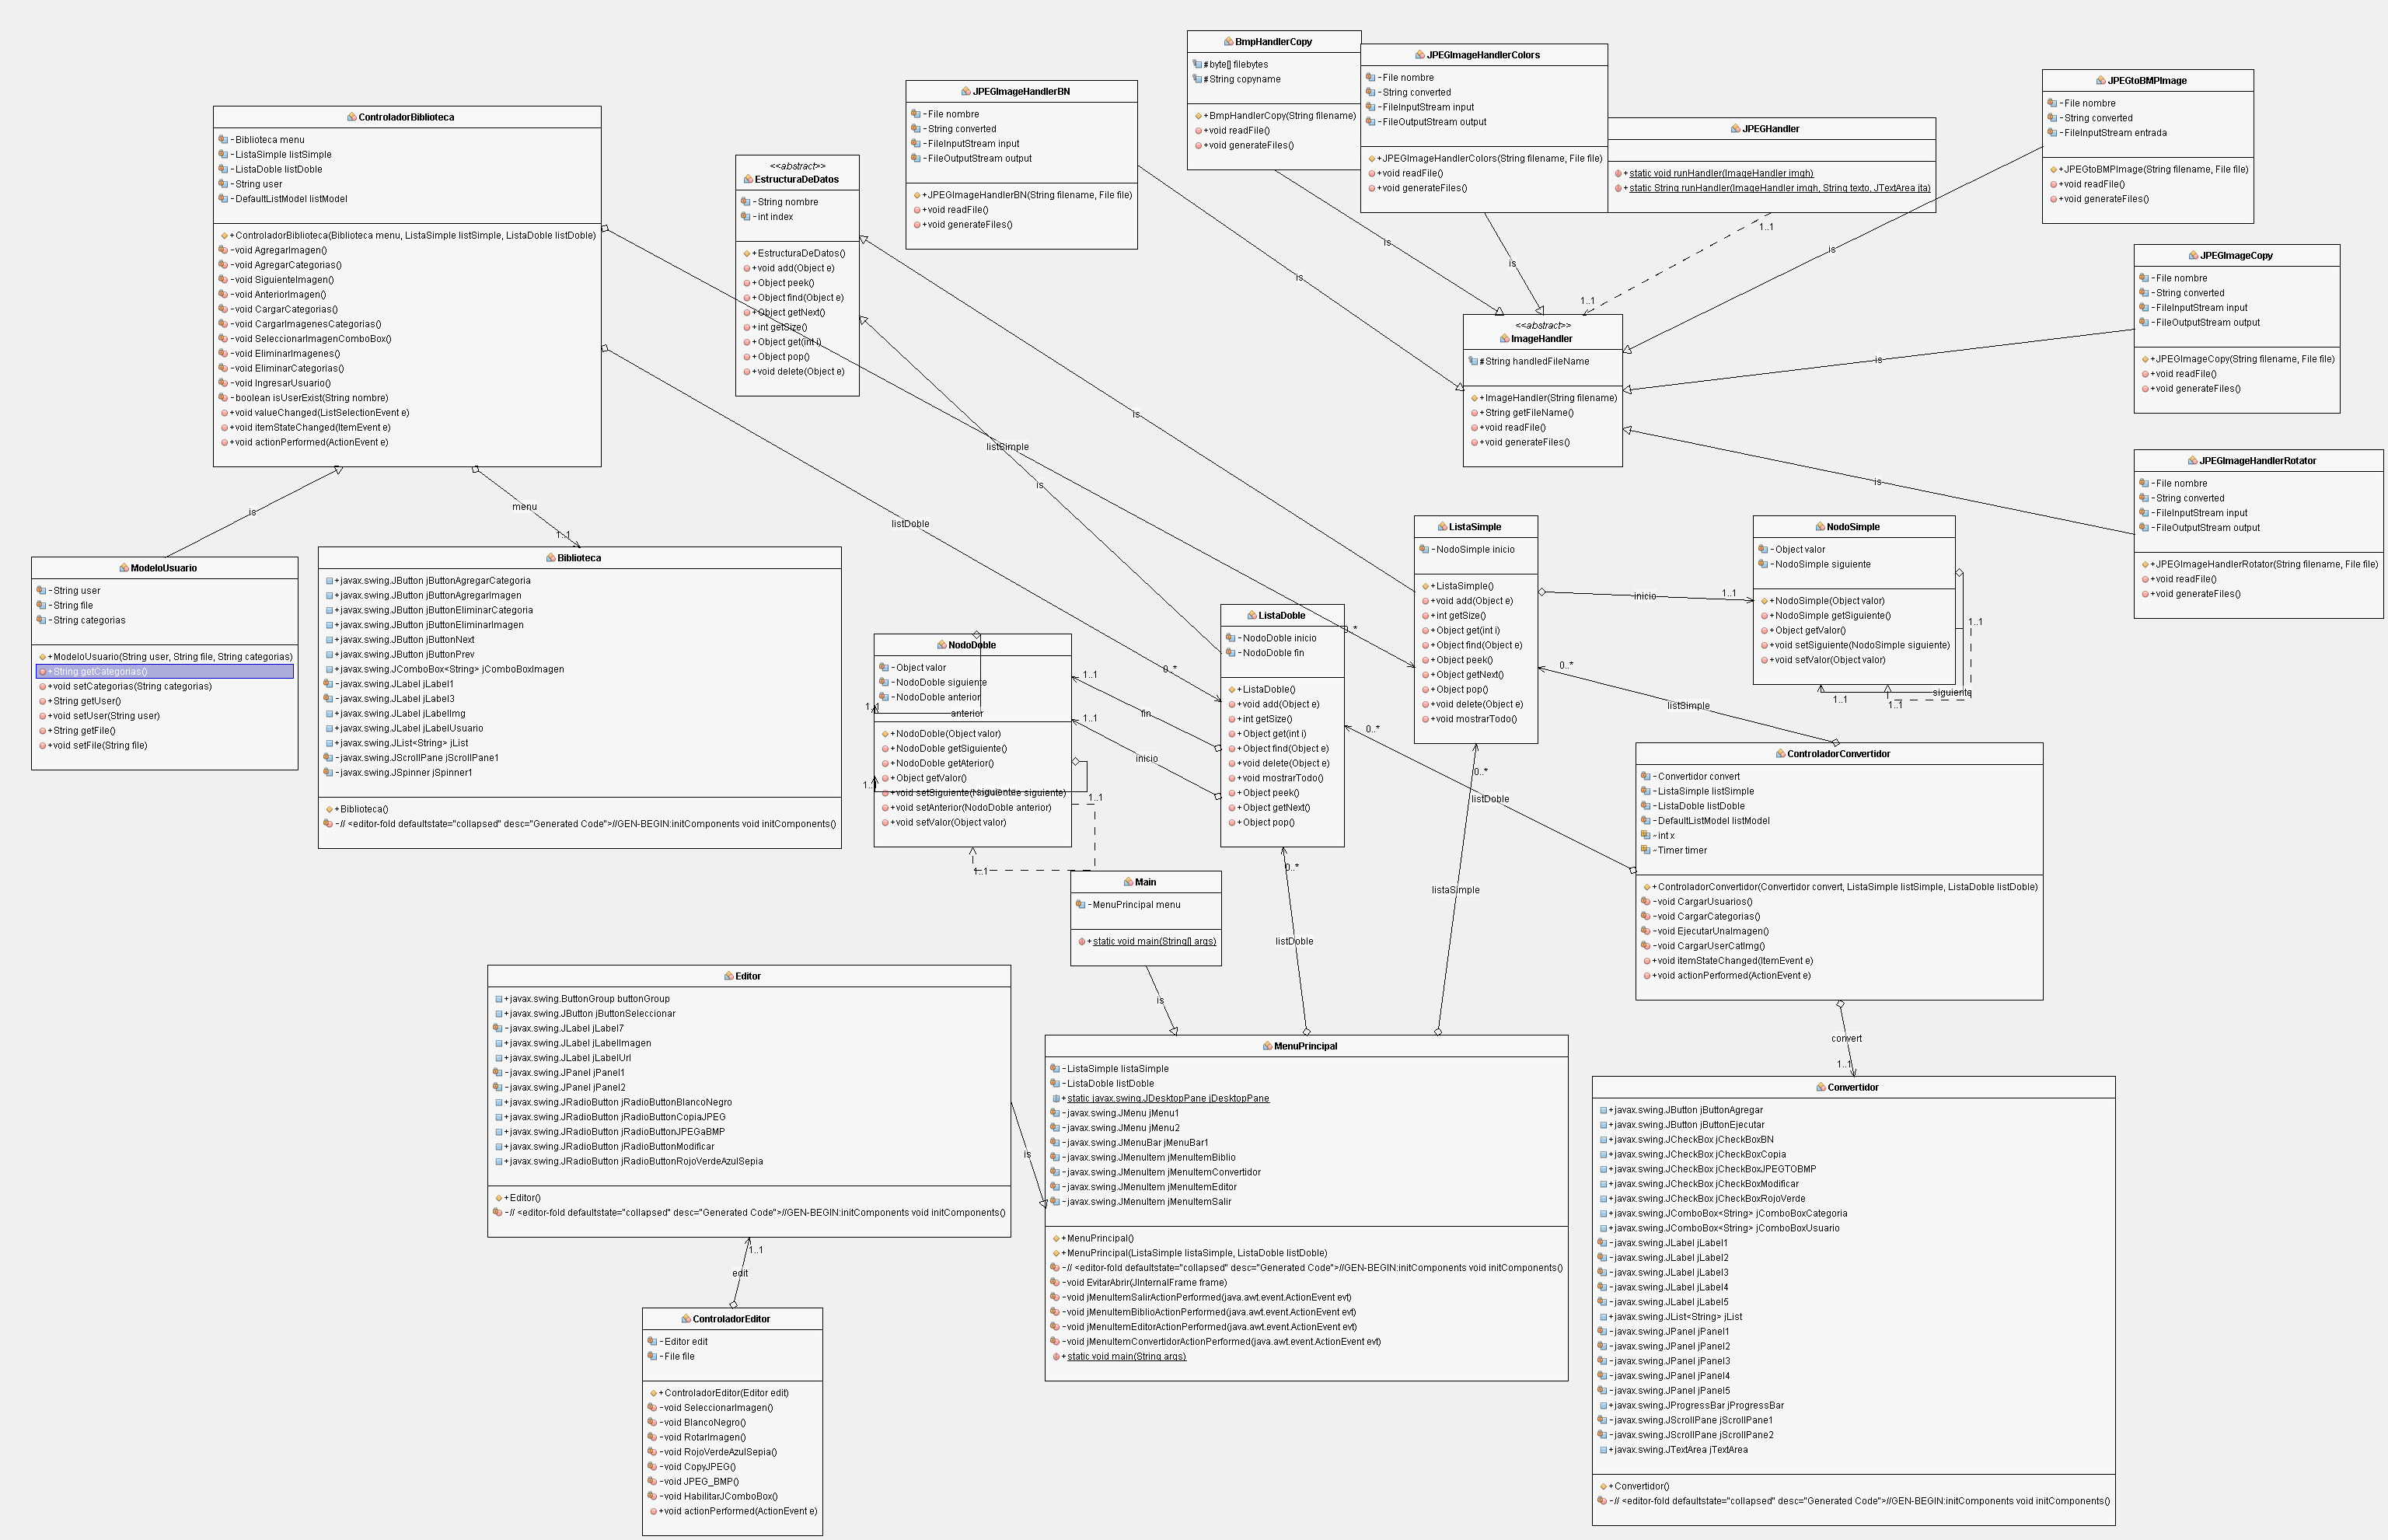 BmpHandlerCopy
#byte[] filebytes
#String copyname
+BmpHandlerCopy(String filename)
+void readFile()
+void generateFiles()
JPEGImageHandlerColors
-File nombre
-String converted
-FileInputStream input
-FileOutputStream output
+JPEGImageHandlerColors(String filename, File file)
+void readFile()
+void generateFiles()
JPEGImageHandlerBN
-File nombre
-String converted
-FileInputStream input
-FileOutputStream output
+JPEGImageHandlerBN(String filename, File file)
+void readFile()
+void generateFiles()
JPEGHandler
+static void runHandler(ImageHandler imgh)
+static String runHandler(ImageHandler imgh, String texto, JTextArea jta)
JPEGtoBMPImage
-File nombre
-String converted
-FileInputStream entrada
+JPEGtoBMPImage(String filename, File file)
+void readFile()
+void generateFiles()
ControladorBiblioteca
-Biblioteca menu
-ListaSimple listSimple
-ListaDoble listDoble
-String user
-DefaultListModel listModel
+ControladorBiblioteca(Biblioteca menu, ListaSimple listSimple, ListaDoble listDoble)
-void AgregarImagen()
-void AgregarCategorias()
-void SiguienteImagen()
-void AnteriorImagen()
-void CargarCategorias()
-void CargarImagenesCategorias()
-void SeleccionarImagenComboBox()
-void EliminarImagenes()
-void EliminarCategorias()
-void IngresarUsuario()
-boolean isUserExist(String nombre)
+void valueChanged(ListSelectionEvent e)
+void itemStateChanged(ItemEvent e)
+void actionPerformed(ActionEvent e)
<<abstract>>
EstructuraDeDatos
-String nombre
-int index
+EstructuraDeDatos()
+void add(Object e)
+Object peek()
+Object find(Object e)
+Object getNext()
+int getSize()
+Object get(int i)
+Object pop()
+void delete(Object e)
JPEGImageCopy
-File nombre
-String converted
-FileInputStream input
-FileOutputStream output
+JPEGImageCopy(String filename, File file)
+void readFile()
+void generateFiles()
1..1
is
is
is
is
is
1..1
<<abstract>>
ImageHandler
#String handledFileName
+ImageHandler(String filename)
+String getFileName()
+void readFile()
+void generateFiles()
is
is
JPEGImageHandlerRotator
-File nombre
-String converted
-FileInputStream input
-FileOutputStream output
+JPEGImageHandlerRotator(String filename, File file)
+void readFile()
+void generateFiles()
is
listSimple
is
listDoble
is
menu
1..1
ModeloUsuario
-String user
-String file
-String categorias
+ModeloUsuario(String user, String file, String categorias)
+String getCategorias()
+void setCategorias(String categorias)
+String getUser()
+void setUser(String user)
+String getFile()
+void setFile(String file)
Biblioteca
+javax.swing.JButton jButtonAgregarCategoria
+javax.swing.JButton jButtonAgregarImagen
+javax.swing.JButton jButtonEliminarCategoria
+javax.swing.JButton jButtonEliminarImagen
+javax.swing.JButton jButtonNext
+javax.swing.JButton jButtonPrev
+javax.swing.JComboBox<String> jComboBoxImagen
-javax.swing.JLabel jLabel1
-javax.swing.JLabel jLabel3
+javax.swing.JLabel jLabelImg
+javax.swing.JLabel jLabelUsuario
+javax.swing.JList<String> jList
-javax.swing.JScrollPane jScrollPane1
-javax.swing.JSpinner jSpinner1
+Biblioteca()
-// <editor-fold defaultstate="collapsed" desc="Generated Code">//GEN-BEGIN:initComponents void initComponents()
ListaSimple
-NodoSimple inicio
+ListaSimple()
+void add(Object e)
+int getSize()
+Object get(int i)
+Object find(Object e)
+Object peek()
+Object getNext()
+Object pop()
+void delete(Object e)
+void mostrarTodo()
inicio
1..1
NodoSimple
-Object valor
-NodoSimple siguiente
+NodoSimple(Object valor)
+NodoSimple getSiguiente()
+Object getValor()
+void setSiguiente(NodoSimple siguiente)
+void setValor(Object valor)
1..1
siguiente
1..1
1..1
NodoDoble
-Object valor
-NodoDoble siguiente
-NodoDoble anterior
1..1
anterior
+NodoDoble(Object valor)
+NodoDoble getSiguiente()
+NodoDoble getAterior()
+Object getValor()
1..1
siguiente
+void setAnterior(NodoDoble anterior)
+void setValor(Object valor)
1..1
1..1
ListaDoble
-NodoDoble inicio
-NodoDoble fin
+ListaDoble()
+void add(Object e)
+int getSize()
+Object get(int i)
+Object find(Object e)
+void delete(Object e)
+void mostrarTodo()
+Object peek()
+Object getNext()
+Object pop()
0..*
0..*
1..1
fin
1..1
inicio
0..*
listSimple
0..*
listDoble
0..*
listaSimple
0..*
listDoble
ControladorConvertidor
-Convertidor convert
-ListaSimple listSimple
-ListaDoble listDoble
-DefaultListModel listModel
~int x
~Timer timer
+ControladorConvertidor(Convertidor convert, ListaSimple listSimple, ListaDoble listDoble)
-void CargarUsuarios()
-void CargarCategorias()
-void EjecutarUnaImagen()
-void CargarUserCatImg()
+void itemStateChanged(ItemEvent e)
+void actionPerformed(ActionEvent e)
Main
-MenuPrincipal menu
+static void main(String[] args)
is
convert
1..1
Editor
+javax.swing.ButtonGroup buttonGroup
+javax.swing.JButton jButtonSeleccionar
-javax.swing.JLabel jLabel7
+javax.swing.JLabel jLabelImagen
+javax.swing.JLabel jLabelUrl
-javax.swing.JPanel jPanel1
-javax.swing.JPanel jPanel2
+javax.swing.JRadioButton jRadioButtonBlancoNegro
+javax.swing.JRadioButton jRadioButtonCopiaJPEG
+javax.swing.JRadioButton jRadioButtonJPEGaBMP
+javax.swing.JRadioButton jRadioButtonModificar
+javax.swing.JRadioButton jRadioButtonRojoVerdeAzulSepia
+Editor()
-// <editor-fold defaultstate="collapsed" desc="Generated Code">//GEN-BEGIN:initComponents void initComponents()
is
MenuPrincipal
-ListaSimple listaSimple
-ListaDoble listDoble
+static javax.swing.JDesktopPane jDesktopPane
-javax.swing.JMenu jMenu1
-javax.swing.JMenu jMenu2
-javax.swing.JMenuBar jMenuBar1
-javax.swing.JMenuItem jMenuItemBiblio
-javax.swing.JMenuItem jMenuItemConvertidor
-javax.swing.JMenuItem jMenuItemEditor
-javax.swing.JMenuItem jMenuItemSalir
+MenuPrincipal()
+MenuPrincipal(ListaSimple listaSimple, ListaDoble listDoble)
-// <editor-fold defaultstate="collapsed" desc="Generated Code">//GEN-BEGIN:initComponents void initComponents()
-void EvitarAbrir(JInternalFrame frame)
-void jMenuItemSalirActionPerformed(java.awt.event.ActionEvent evt)
-void jMenuItemBiblioActionPerformed(java.awt.event.ActionEvent evt)
-void jMenuItemEditorActionPerformed(java.awt.event.ActionEvent evt)
-void jMenuItemConvertidorActionPerformed(java.awt.event.ActionEvent evt)
+static void main(String args)
Convertidor
+javax.swing.JButton jButtonAgregar
+javax.swing.JButton jButtonEjecutar
+javax.swing.JCheckBox jCheckBoxBN
+javax.swing.JCheckBox jCheckBoxCopia
+javax.swing.JCheckBox jCheckBoxJPEGTOBMP
+javax.swing.JCheckBox jCheckBoxModificar
+javax.swing.JCheckBox jCheckBoxRojoVerde
+javax.swing.JComboBox<String> jComboBoxCategoria
+javax.swing.JComboBox<String> jComboBoxUsuario
-javax.swing.JLabel jLabel1
-javax.swing.JLabel jLabel2
-javax.swing.JLabel jLabel3
-javax.swing.JLabel jLabel4
-javax.swing.JLabel jLabel5
+javax.swing.JList<String> jList
-javax.swing.JPanel jPanel1
-javax.swing.JPanel jPanel2
-javax.swing.JPanel jPanel3
-javax.swing.JPanel jPanel4
-javax.swing.JPanel jPanel5
+javax.swing.JProgressBar jProgressBar
-javax.swing.JScrollPane jScrollPane1
-javax.swing.JScrollPane jScrollPane2
+javax.swing.JTextArea jTextArea
+Convertidor()
-// <editor-fold defaultstate="collapsed" desc="Generated Code">//GEN-BEGIN:initComponents void initComponents()
1..1
edit
ControladorEditor
-Editor edit
-File file
+ControladorEditor(Editor edit)
-void SeleccionarImagen()
-void BlancoNegro()
-void RotarImagen()
-void RojoVerdeAzulSepia()
-void CopyJPEG()
-void JPEG_BMP()
-void HabilitarJComboBox()
+void actionPerformed(ActionEvent e)